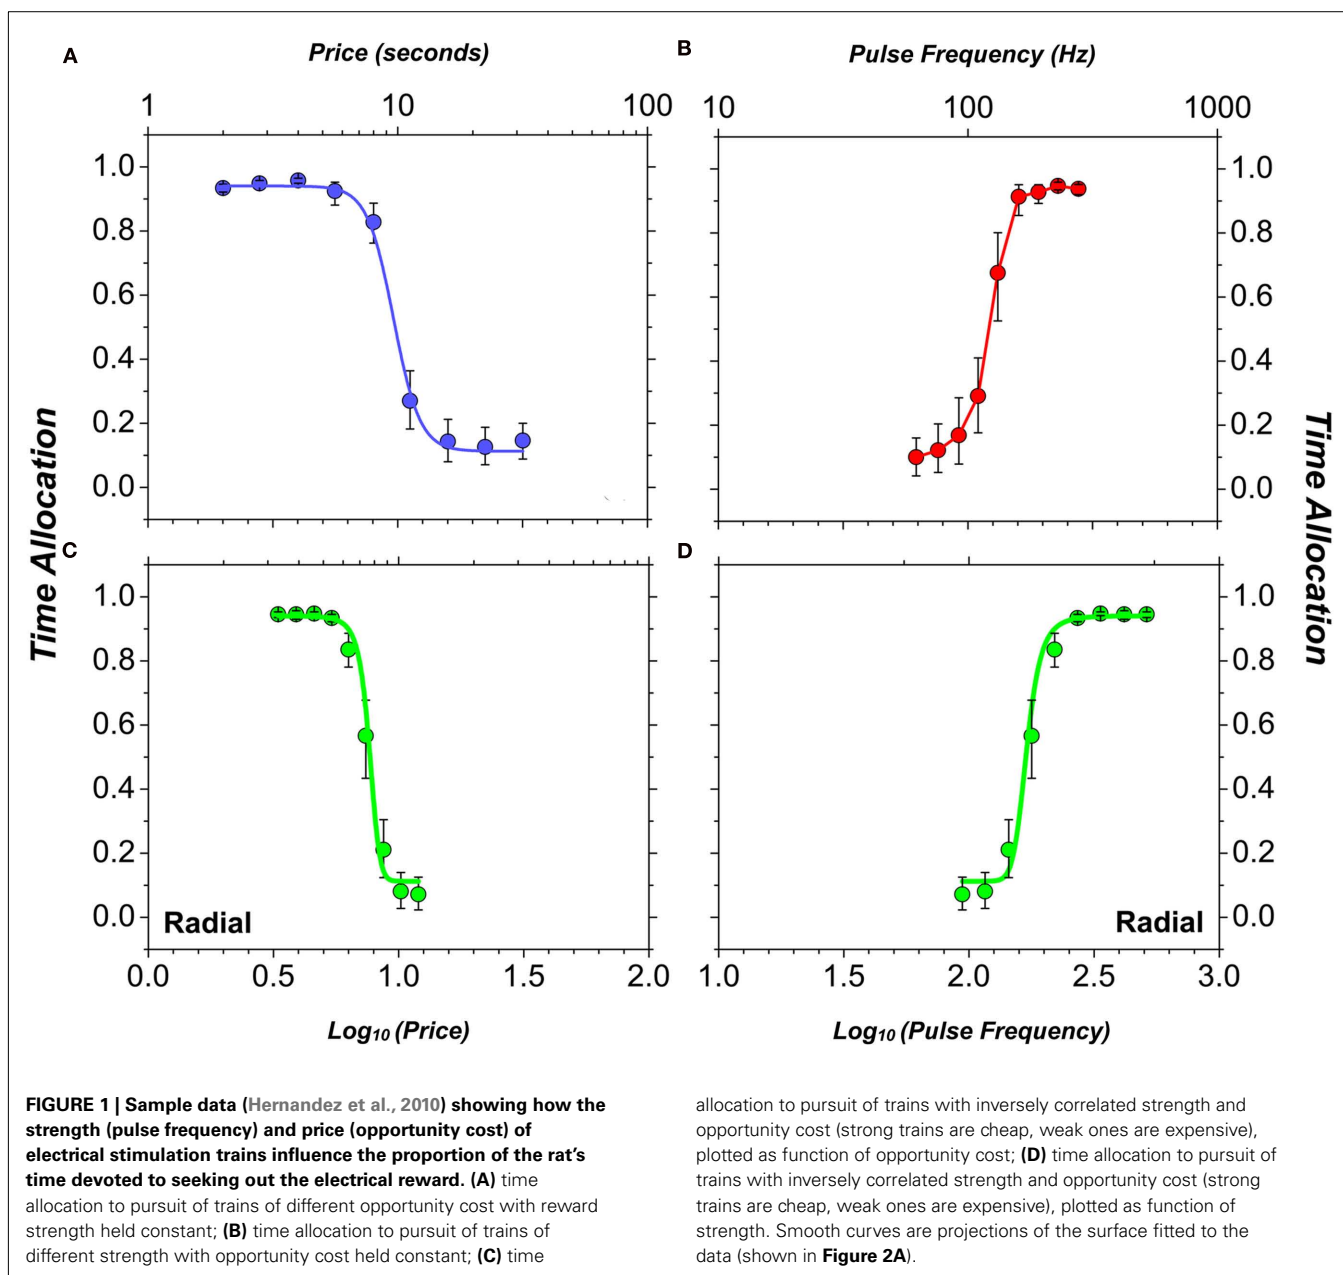 A
Price (seconds)
1 10 100
1.0
0.8
0.6
0.4
0.2
0.0
B
Pulse Frequency (Hz)
10 100 1000
1.0
0.8
0.6
0.4
0.2
0.0
Time Allocation
Time Allocation
C
1.0
0.8
0.6
0.4
0.2
0.0
Radial
0.0 0.5 1.0 1.5 2.0
Log10 (Price)
D
1.0
0.8
0.6
0.4
0.2
0.0
Radial
1.0 1.5 2.0 2.5 3.0
Log10 (Pulse Frequency)
FIGURE 1 | Sample data (Hernandez et al., 2010) showing how the
strength (pulse frequency) and price (opportunity cost) of
electrical stimulation trains influence the proportion of the rat's
time devoted to seeking out the electrical reward. (A) time
allocation to pursuit of trains of different opportunity cost with reward
strength held constant; (B) time allocation to pursuit of trains of
different strength with opportunity cost held constant; (C) time
allocation to pursuit of trains with inversely correlated strength and
opportunity cost (strong trains are cheap, weak ones are expensive),
plotted as function of opportunity cost; (D) time allocation to pursuit of
trains with inversely correlated strength and opportunity cost (strong
trains are cheap, weak ones are expensive), plotted as function of
strength. Smooth curves are projections of the surface fitted to the
data (shown in Figure 2A).